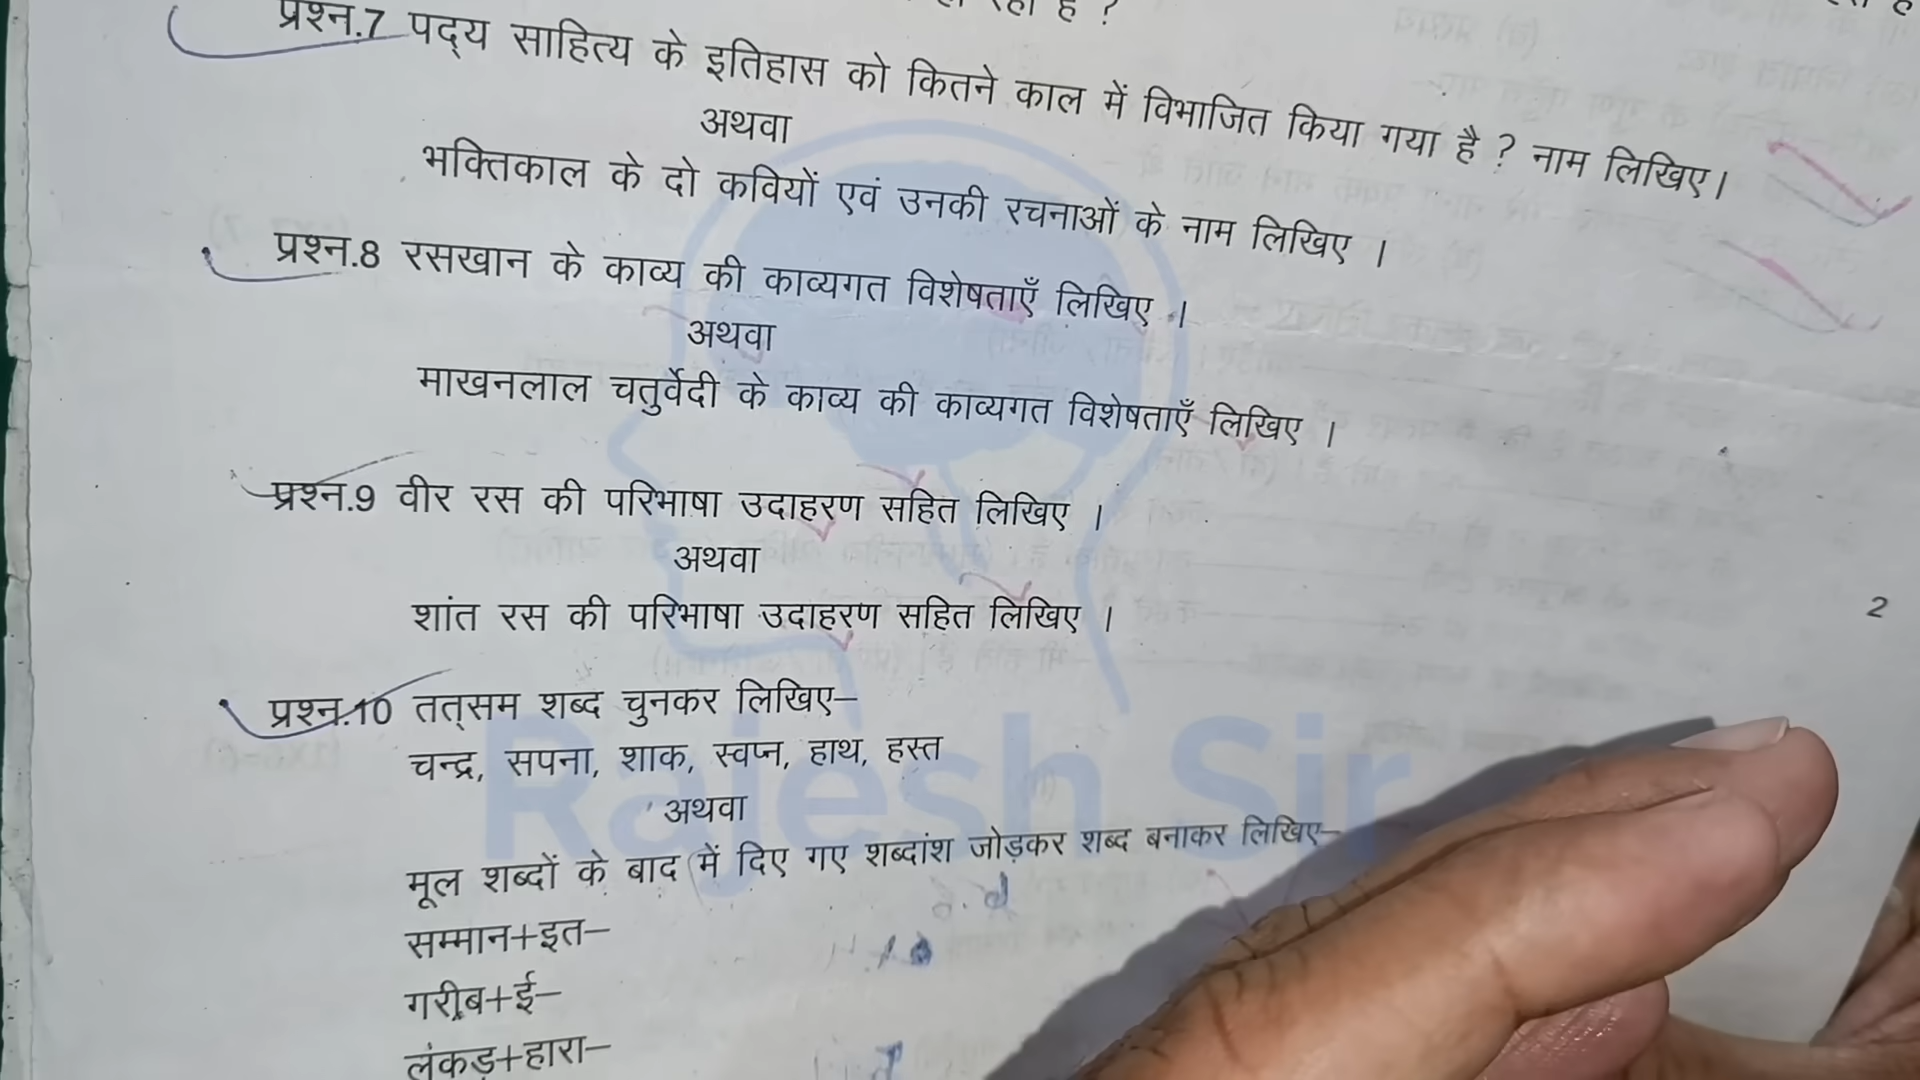 रहा है ?
प्रश्न.7 पद्‌य साहित्य के इतिहास को कितने काल में विभाजित किया गया है ? नाम लिखिए।
अथवा
भक्तिकाल के दो कवियों एवं उनकी रचनाओं के नाम लिखिए ।
प्रश्न.8 रसखान के काव्य की काव्यगत विशेषताएँ लिखिए ।
अथवा
माखनलाल चतुर्वेदी के काव्य की काव्यगत विशेषताएँ लिखिए ।
प्रश्न.9 वीर रस की परिभाषा उदाहरण सहित लिखिए ।
अथवा
शांत रस की परिभाषा उदाहरण सहित लिखिए ।
2
प्रश्न.10 तत्‌सम शब्द चुनकर लिखिए–
चन्द्र, सपना, शाक, स्वप्न, हाथ, हस्त
अथवा
मूल शब्दों के बाद में दिए गए शब्दांश जोड़कर शब्द बनाकर लिखिए–
सम्मान+इत–
गरीब+ई–
लंकड़+हारा–
Rajesh Sir